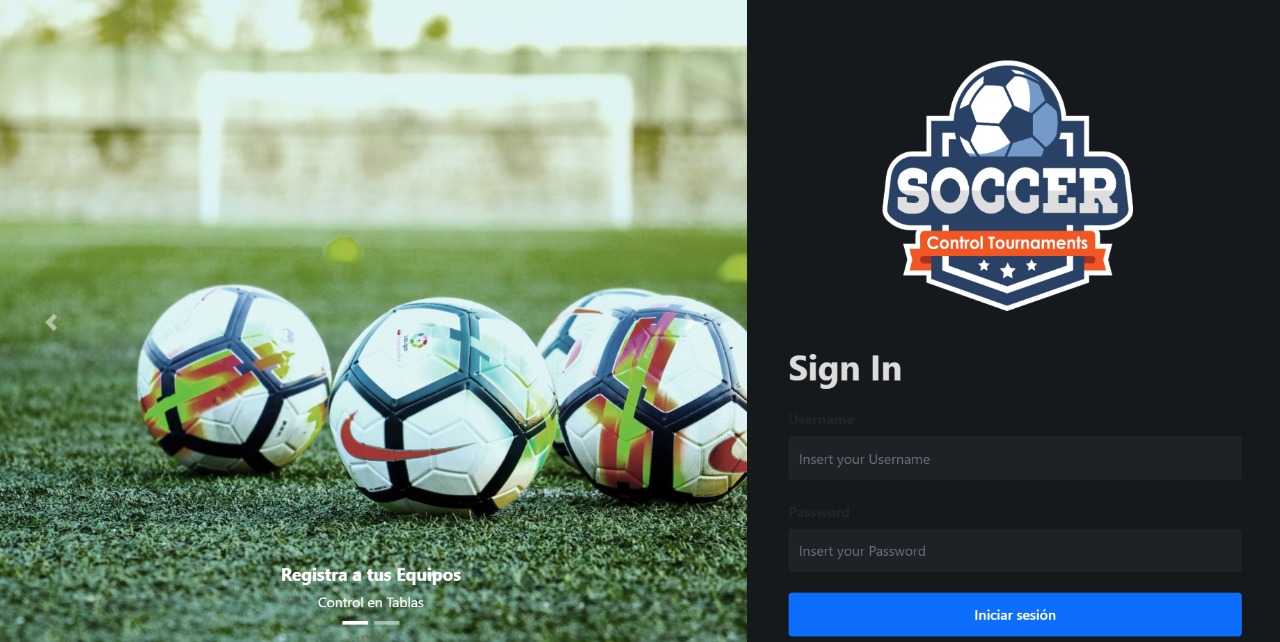 Registra a tus Equipos
Control en Tablas
SOCCER
Control Tournaments
Sign In
Username
Insert your Username
Password
Insert your Password
Iniciar sesión